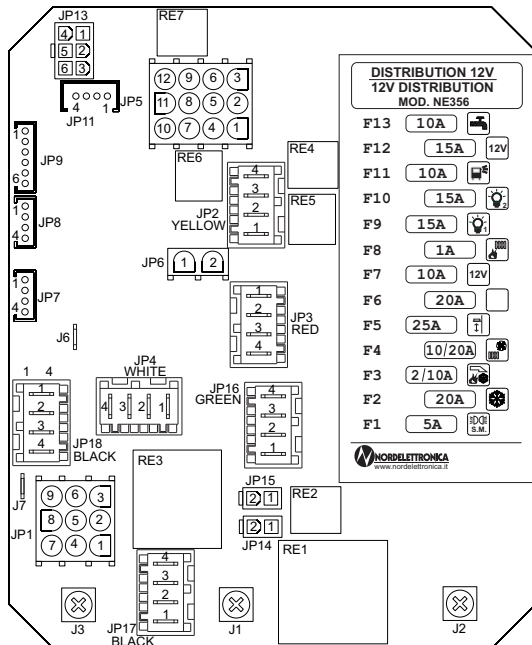 JP13
RE7
4 1
5 2
6 3
JP5
4 1
JP11
12 9 6 3
11 8 5 2
10 7 4 1
1
6
JP9
1
4
JP8
1
4
JP7
RE6
RE4
RE5
JP2
YELLOW
4
3
2
1
JP6
1 2
1
2
3
4
JP3
RED
J6
JP4
WHITE
4 3 2 1
1 4
1
2
3
4
JP18
BLACK
JP16
GREEN
4
3
2
1
J7
JP1
9 6 3
8 5 2
7 4 1
RE3
JP15
2 1
JP14
2 1
RE2
RE1
4
3
2
1
JP17
BLACK
J3
J1
J2
DISTRIBUTION 12V
12V DISTRIBUTION
MOD. NE356
F13 10A
F12 15A 12V
F11 10A
F10 15A 2
F9 15A 1
F8 1A
F7 10A 12V
F6 20A
F5 25A
F4 10/20A
F3 2/10A
F2 20A
F1 5A S.M.
NORDELETTRONICA
www.nordelettronica.it